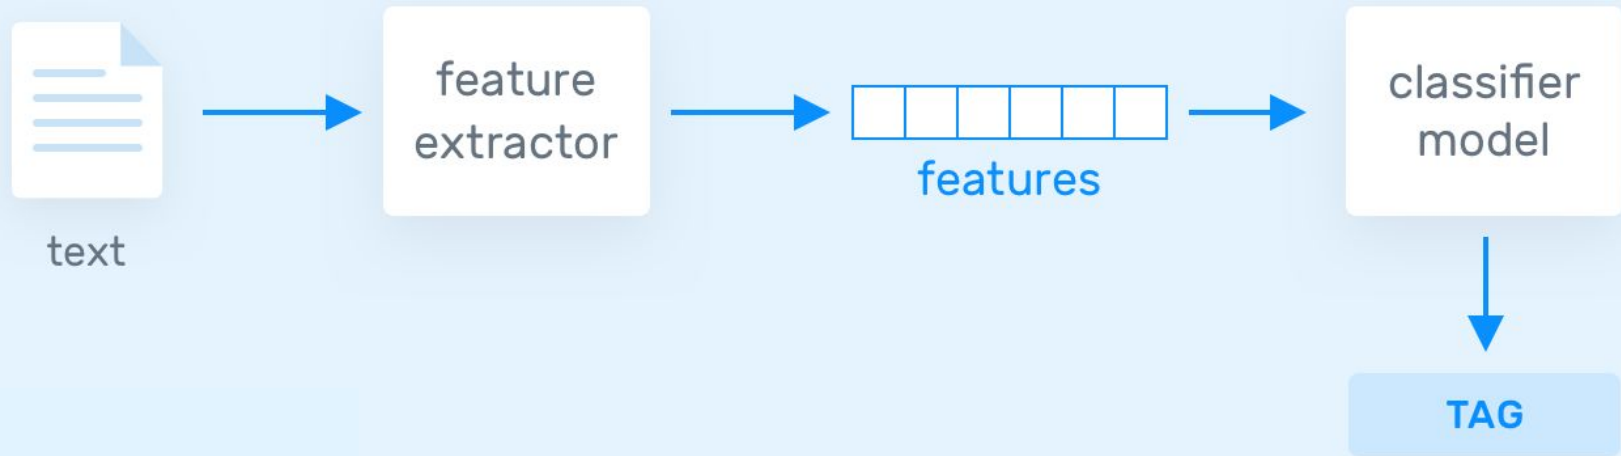 text
feature
extractor
features
classifier
model
TAG